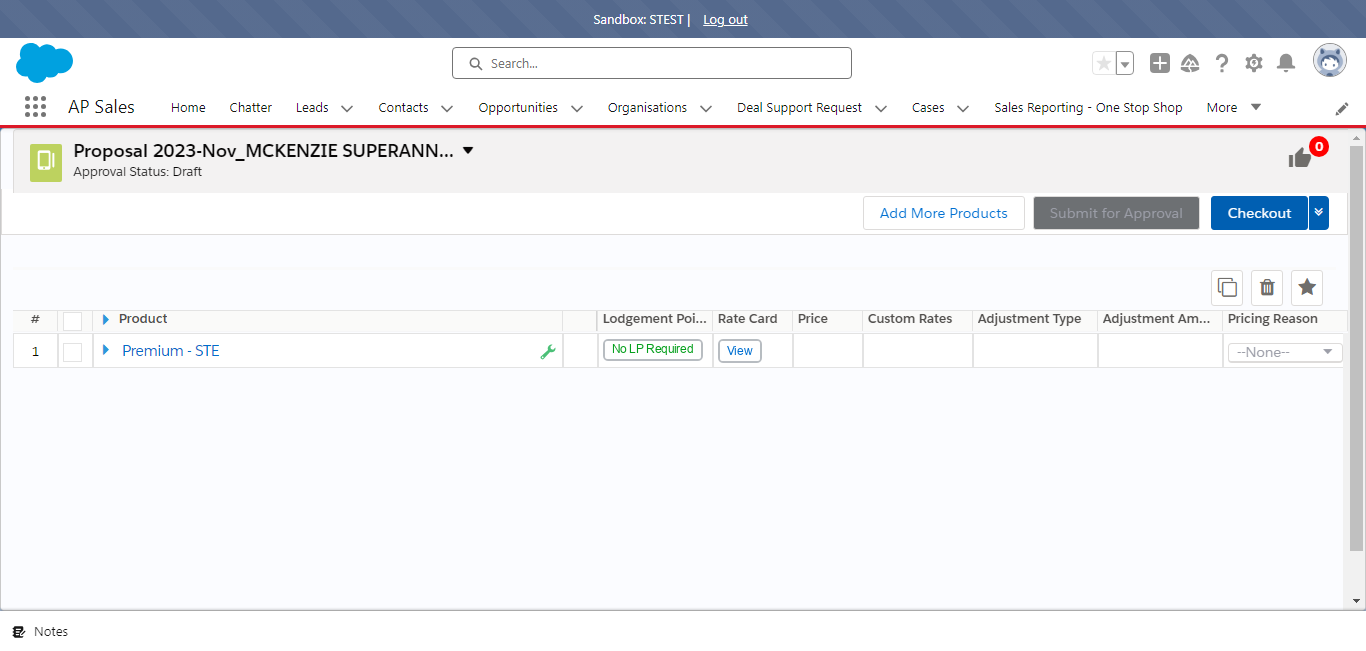 Sandbox: STEST | Log out
Search...
AP Sales Home Chatter Leads Contacts Opportunities Organisations Deal Support Request Cases Sales Reporting - One Stop Shop More
Proposal 2023-Nov_MCKENZIE SUPERANN...
Approval Status: Draft
0
Add More Products Submit for Approval Checkout
# Product Lodgement Poi... Rate Card Price Custom Rates Adjustment Type Adjustment Am... Pricing Reason
1 Premium - STE No LP Required View --None--
Notes